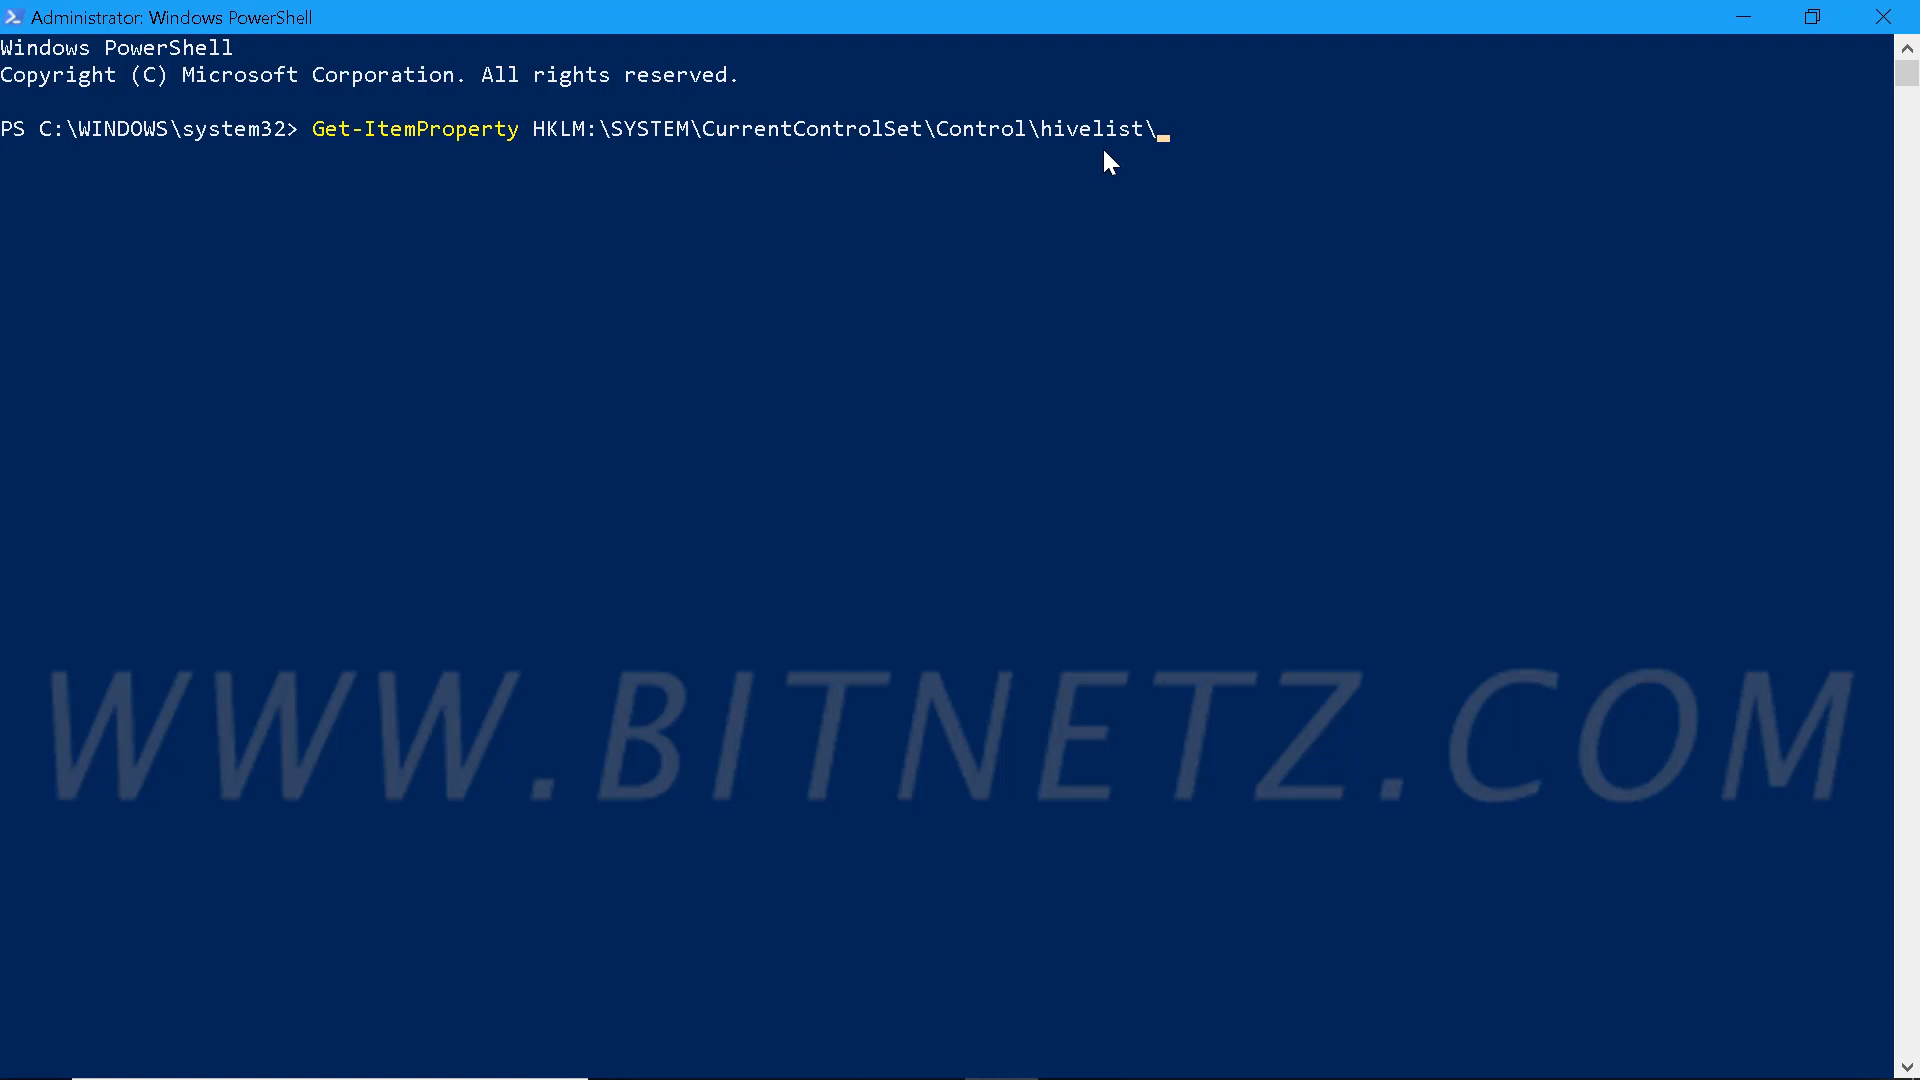 Administrator: Windows PowerShell
Windows PowerShell
Copyright (C) Microsoft Corporation. All rights reserved.
PS C:\WINDOWS\system32> Get-ItemProperty HKLM:\SYSTEM\CurrentControlSet\Control\hivelist\
WWW.BITNETZ.COM